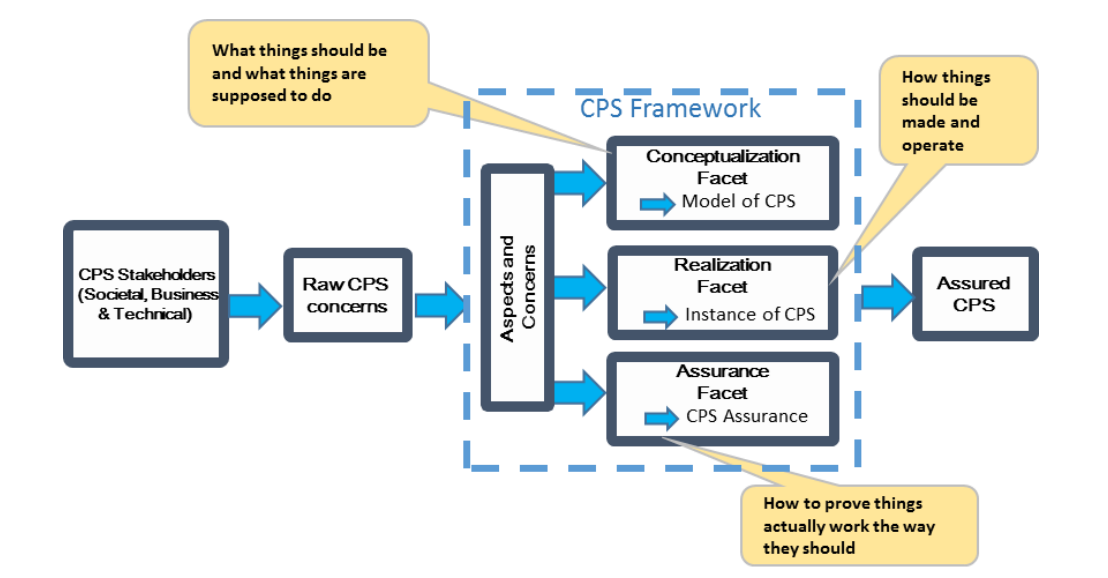 What things should be
and what things are
supposed to do
How things
should be
made and
operate
CPS Framework
Conceptualization
Facet
Model of CPS
CPS Stakeholders
(Societal, Business
& Technical)
Raw CPS
concerns
Aspects and
Concerns
Realization
Facet
Instance of CPS
Assured
CPS
Assurance
Facet
CPS Assurance
How to prove things
actually work the way
they should